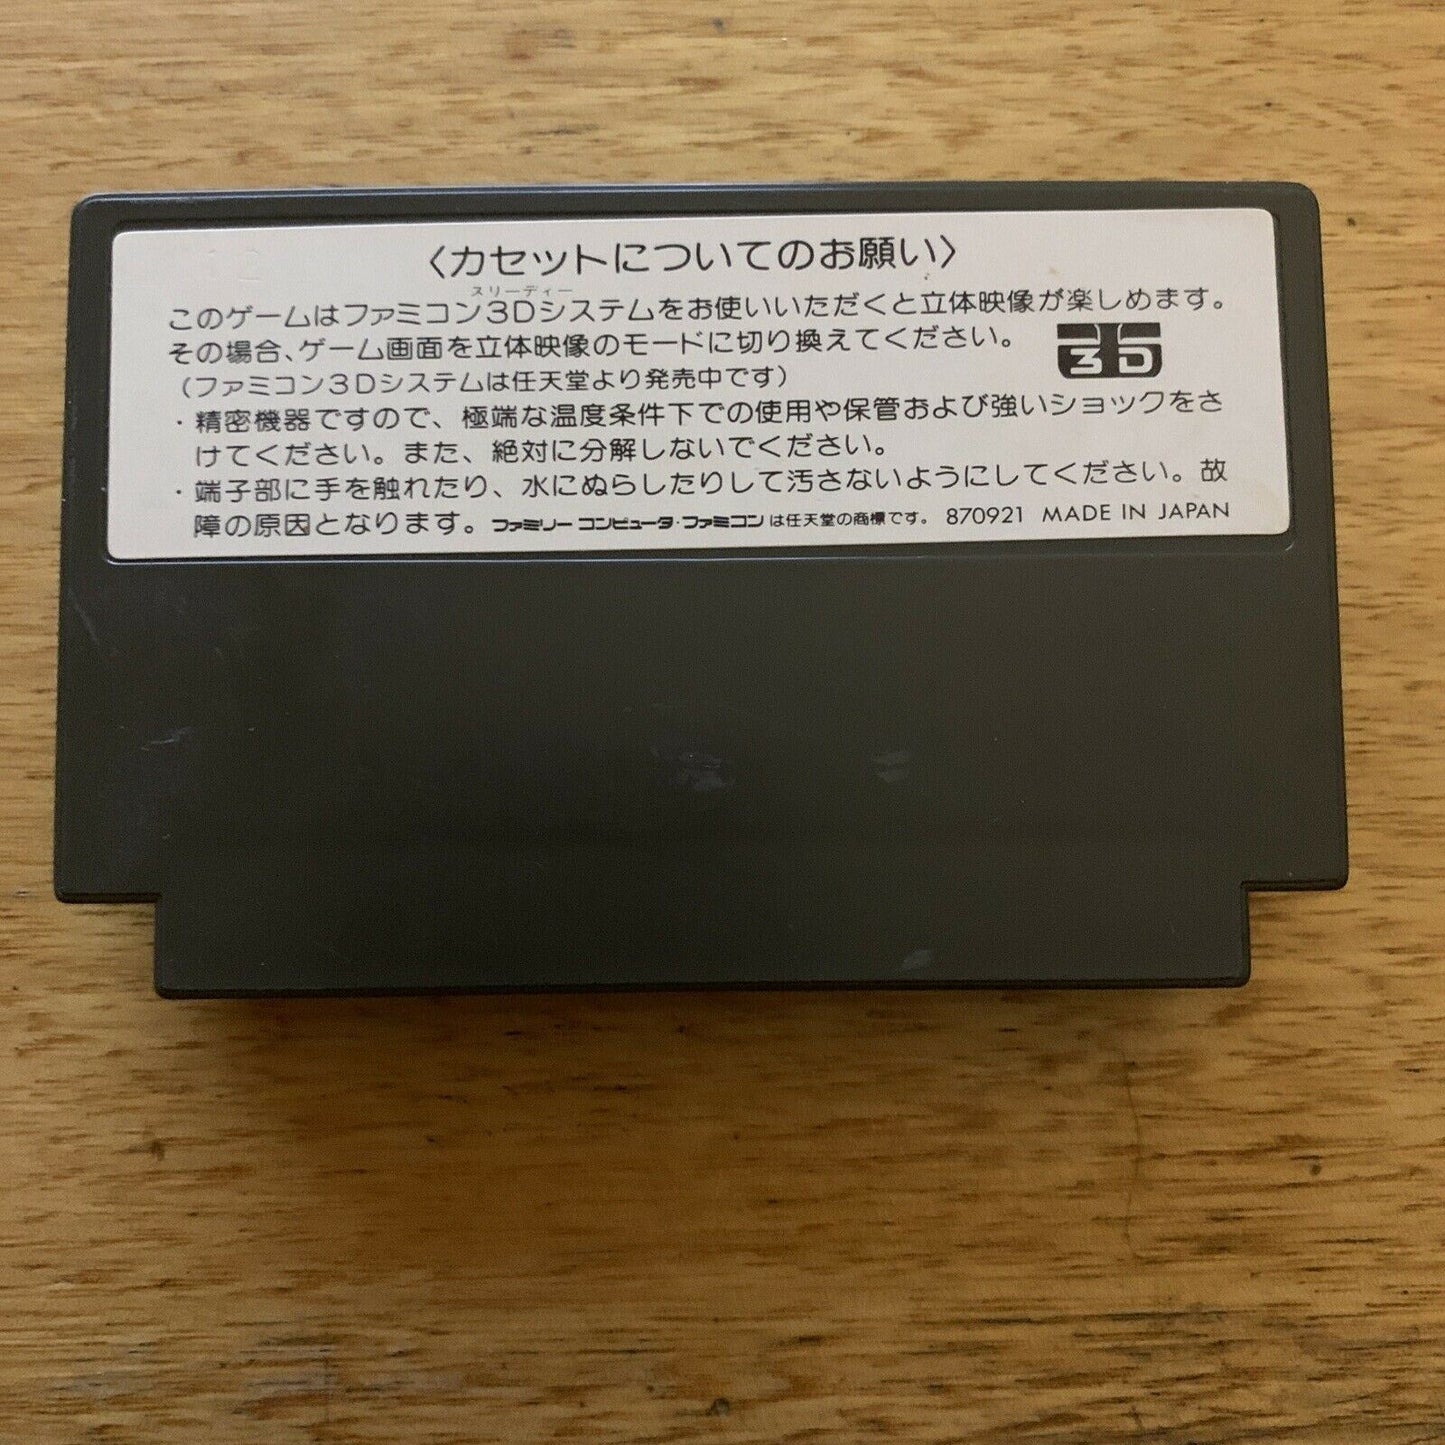 〈カセットについてのお願い〉
スリーディー
このゲームはファミコン3Dシステムをお使いいただくと立体映像が楽しめます。
その場合、ゲーム画面を立体映像のモードに切り換えてください。
3D
(ファミコン3Dシステムは任天堂より発売中です)
・精密機器ですので、極端な温度条件下での使用や保管および強いショックをさ
けてください。また、絶対に分解しないでください。
・端子部に手を触れたり、水にぬらしたりして汚さないようにしてください。故
障の原因となります。ファミリーコンピュータ・ファミコンは任天堂の商標です。 870921 MADE IN JAPAN